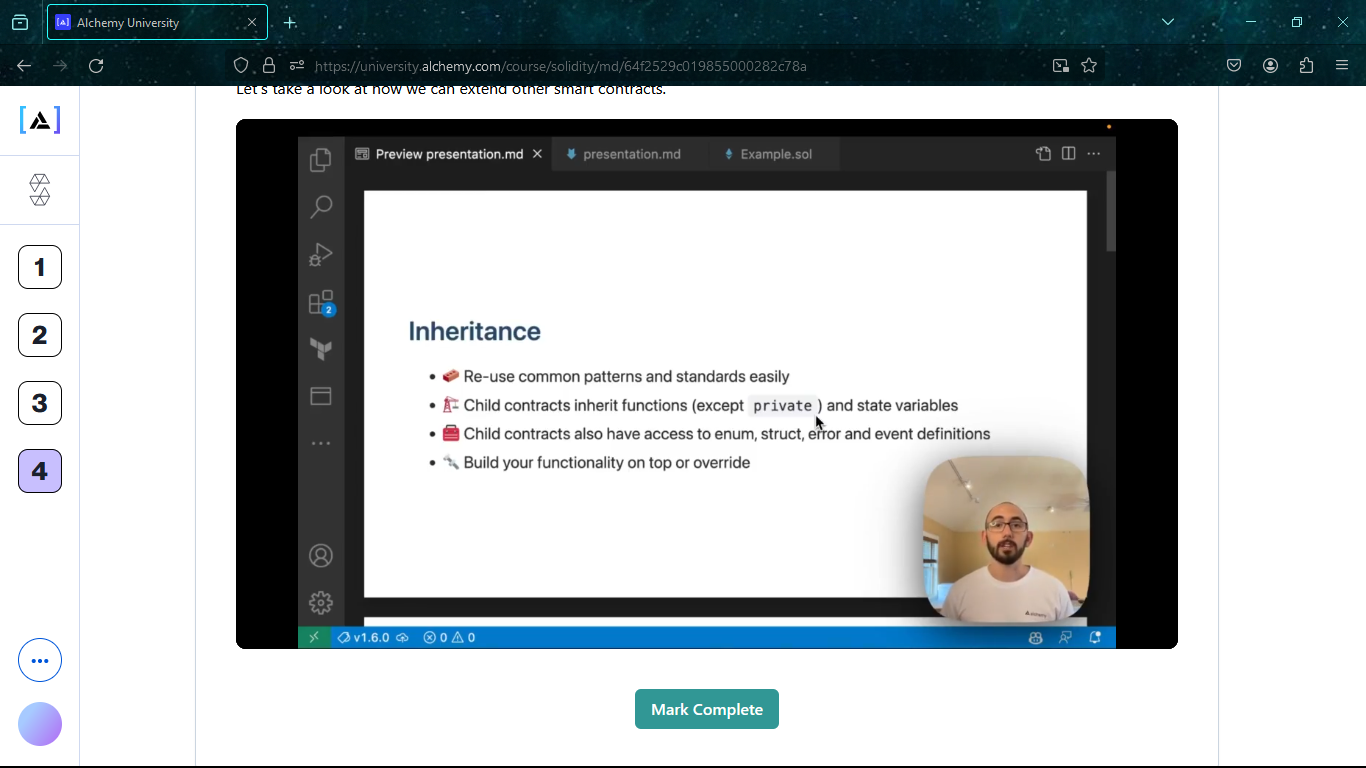 Alchemy University
https://university.alchemy.com/course/solidity/md/64f2529c019855000282c78a
Let's take a look at how we can extend other smart contracts.
1
2
3
4
Preview presentation.md
presentation.md
Example.sol
2
Inheritance
Re-use common patterns and standards easily
Child contracts inherit functions (except private ) and state variables
Child contracts also have access to enum, struct, error and event definitions
Build your functionality on top or override
v1.6.0
0
0
Mark Complete